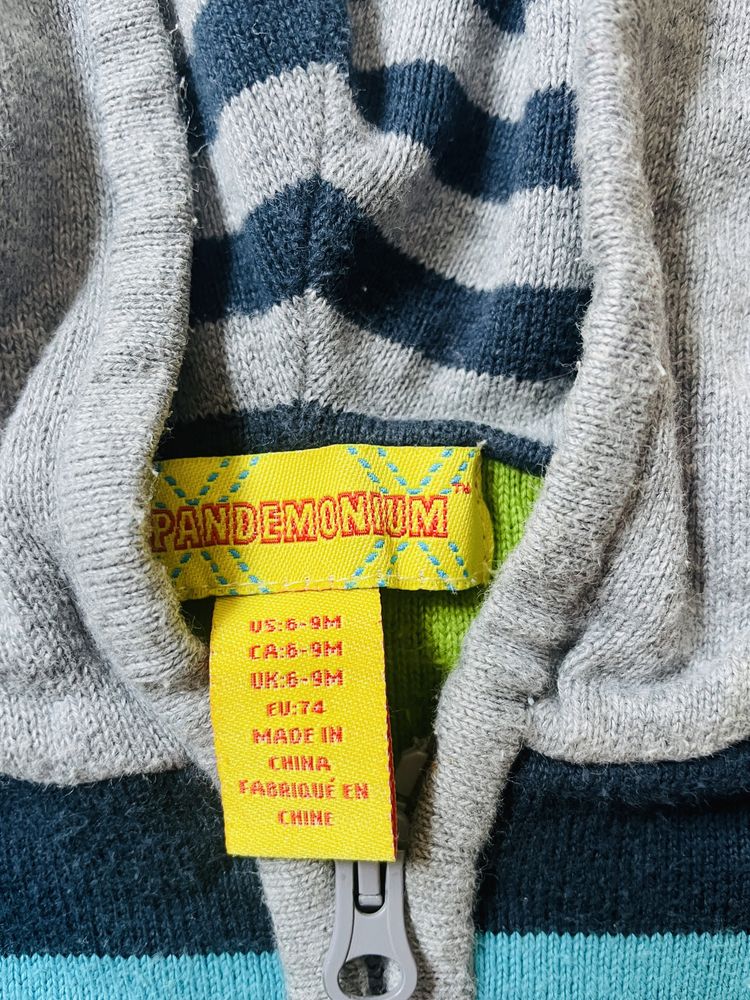 PANDEMONIUM™
US:6-9M
CA:6-9M
UK:6-9M
EU:74
MADE IN
CHINA
FABRIQUÉ EN
CHINE